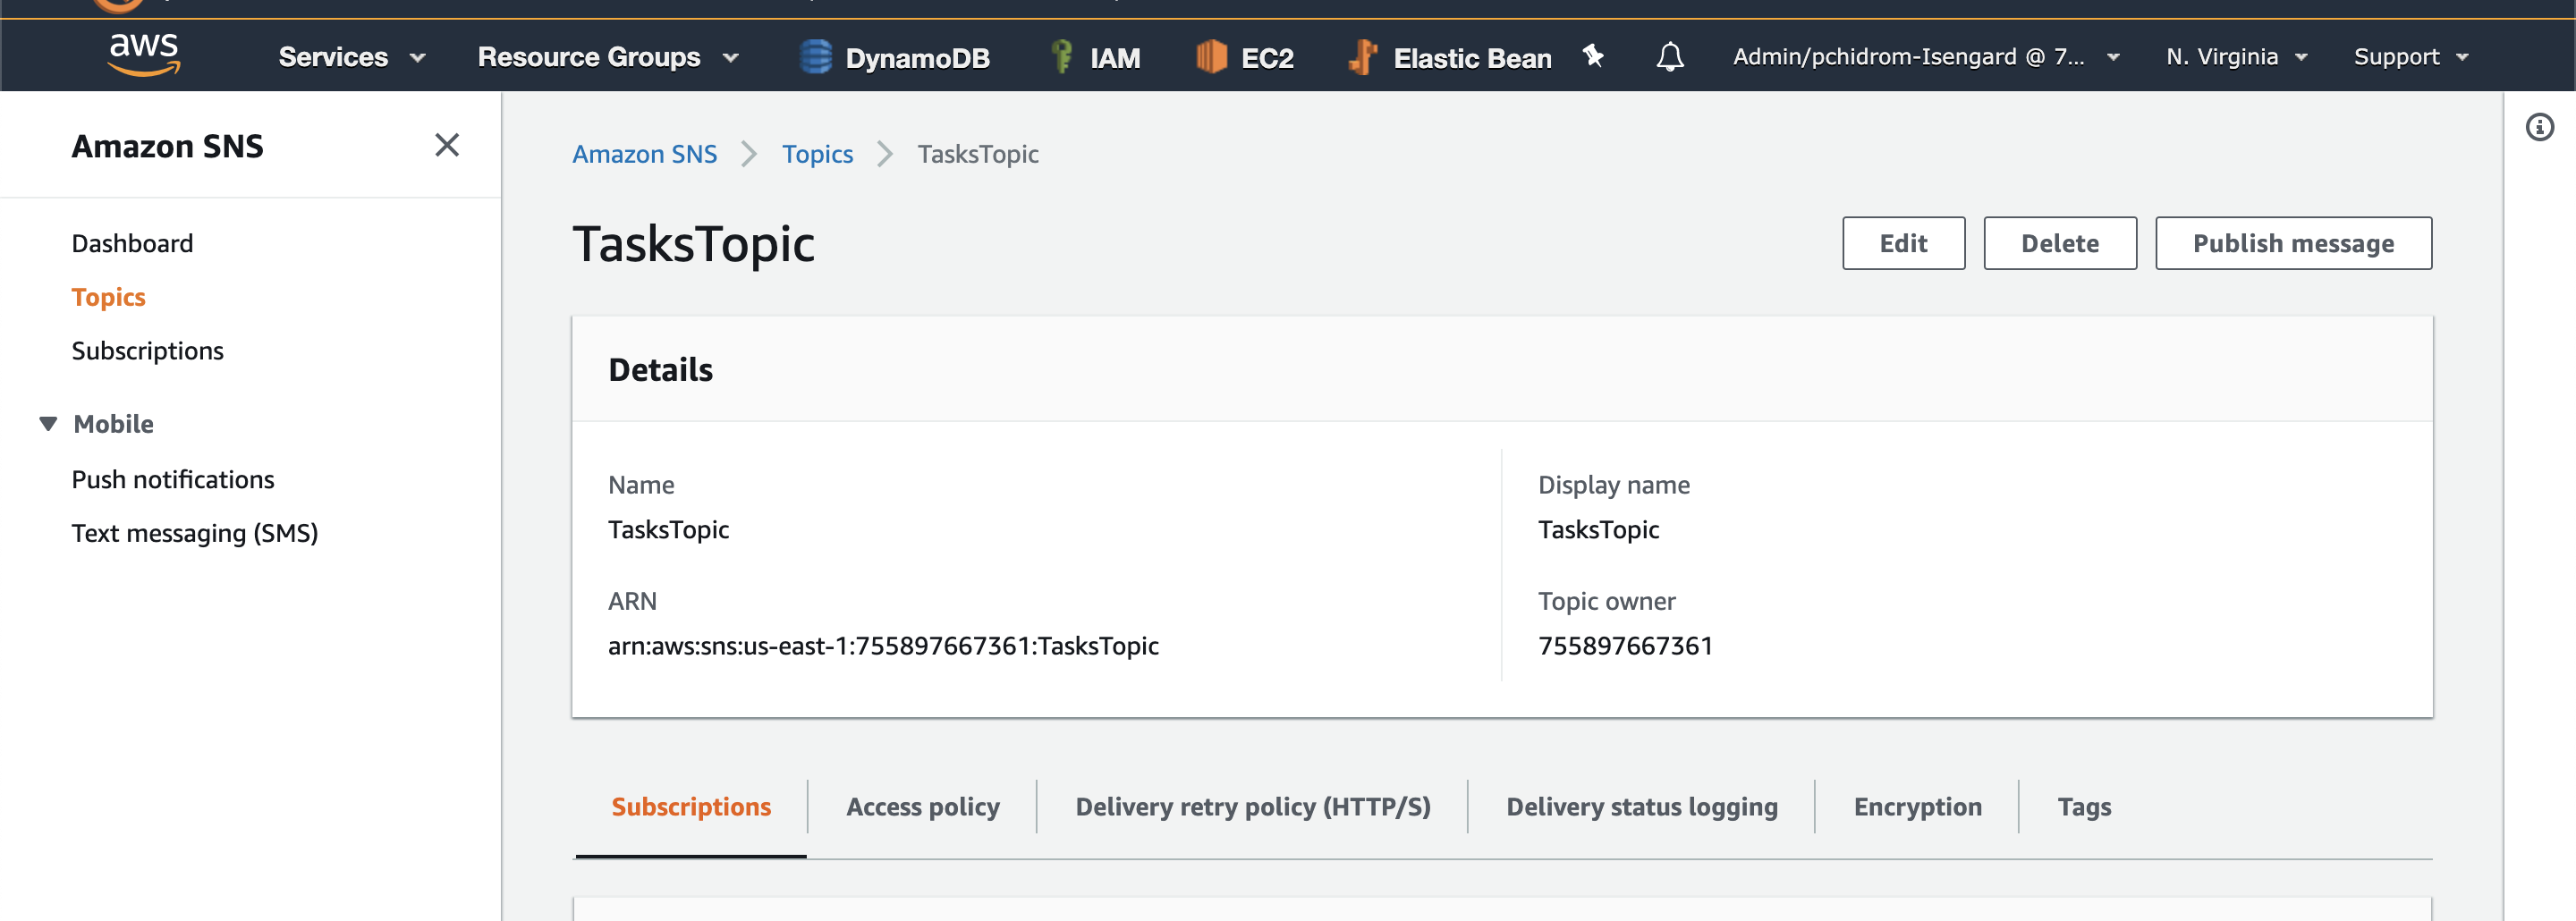 aws
Services
Resource Groups
DynamoDB
IAM
EC2
Elastic Bean
Admin/pchidrom-Isengard @ 7...
N. Virginia
Support
Amazon SNS
Dashboard
Topics
Subscriptions
Mobile
Push notifications
Text messaging (SMS)
Amazon SNS
Topics
TasksTopic
TasksTopic
Edit
Delete
Publish message
Details
Name
TasksTopic
Display name
TasksTopic
ARN
arn:aws:sns:us-east-1:755897667361:TasksTopic
Topic owner
755897667361
Subscriptions
Access policy
Delivery retry policy (HTTP/S)
Delivery status logging
Encryption
Tags